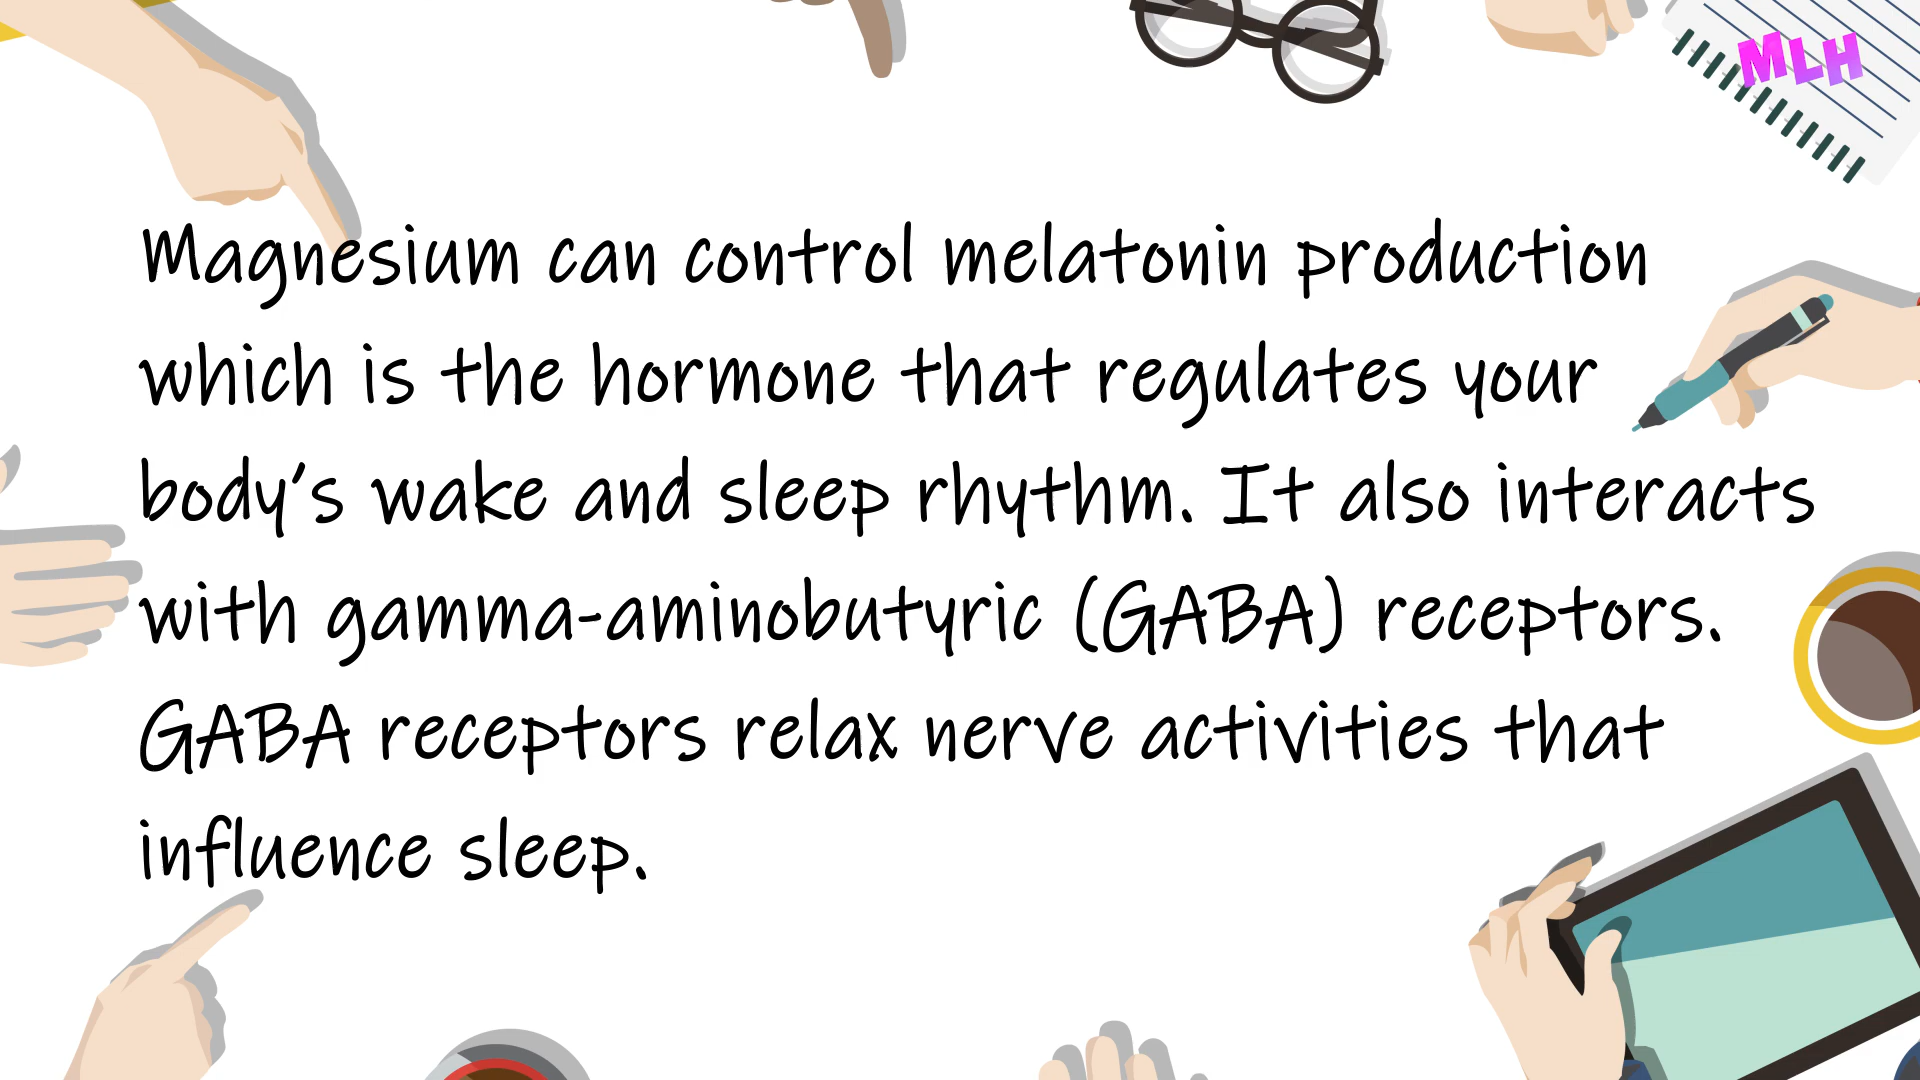 MLH
Magnesium can control melatonin production
which is the hormone that regulates your
body's wake and sleep rhythm. It also interacts
with gamma-aminobutyric (GABA) receptors.
GABA receptors relax nerve activities that
influence sleep.